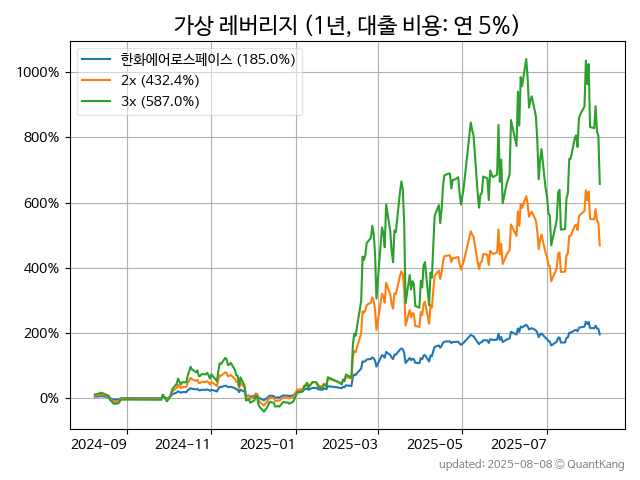 가상 레버리지 (1년, 대출 비용: 연 5%)
한화에어로스페이스 (185.0%)
2x (432.4%)
3x (587.0%)
1000%
800%
600%
400%
200%
0%
2024-09
2024-11
2025-01
2025-03
2025-05
2025-07
updated: 2025-08-08 © QuantKang